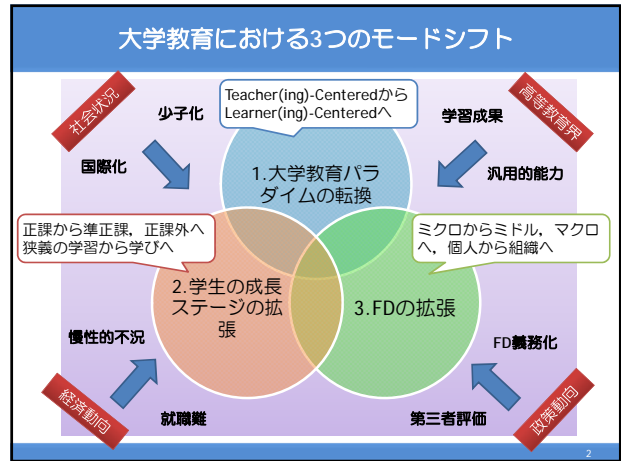 大学教育における3つのモードシフト
社会状況
少子化
国際化
Teacher(ing)-Centeredから
Learner(ing)-Centeredへ
学習成果
汎用的能力
高等教育界
1.大学教育パラ
ダイムの転換
正課から準正課，正課外へ
狭義の学習から学びへ
ミクロからミドル，マクロ
へ，個人から組織へ
2.学生の成長
ステージの拡
張
3.FDの拡張
慢性的不況
就職難
経済動向
FD義務化
第三者評価
政策動向
2